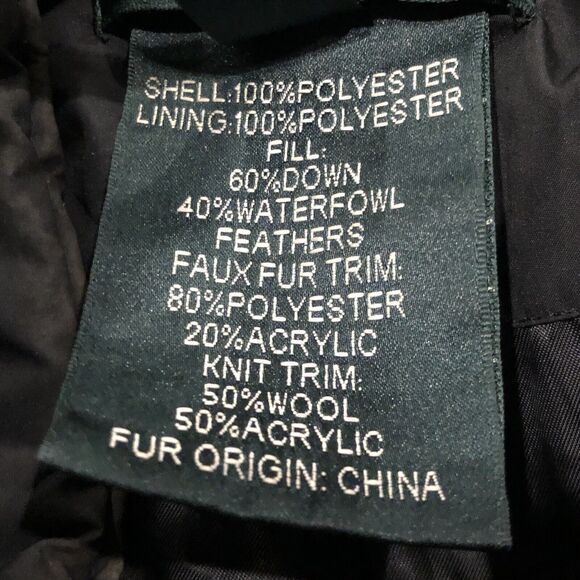 SHELL:100%POLYESTER
LINING:100%POLYESTER
FILL:
60%DOWN
40%WATERFOWL
FEATHERS
FAUX FUR TRIM:
80%POLYESTER
20%ACRYLIC
KNIT TRIM:
50%WOOL
50%ACRYLIC
FUR ORIGIN: CHINA